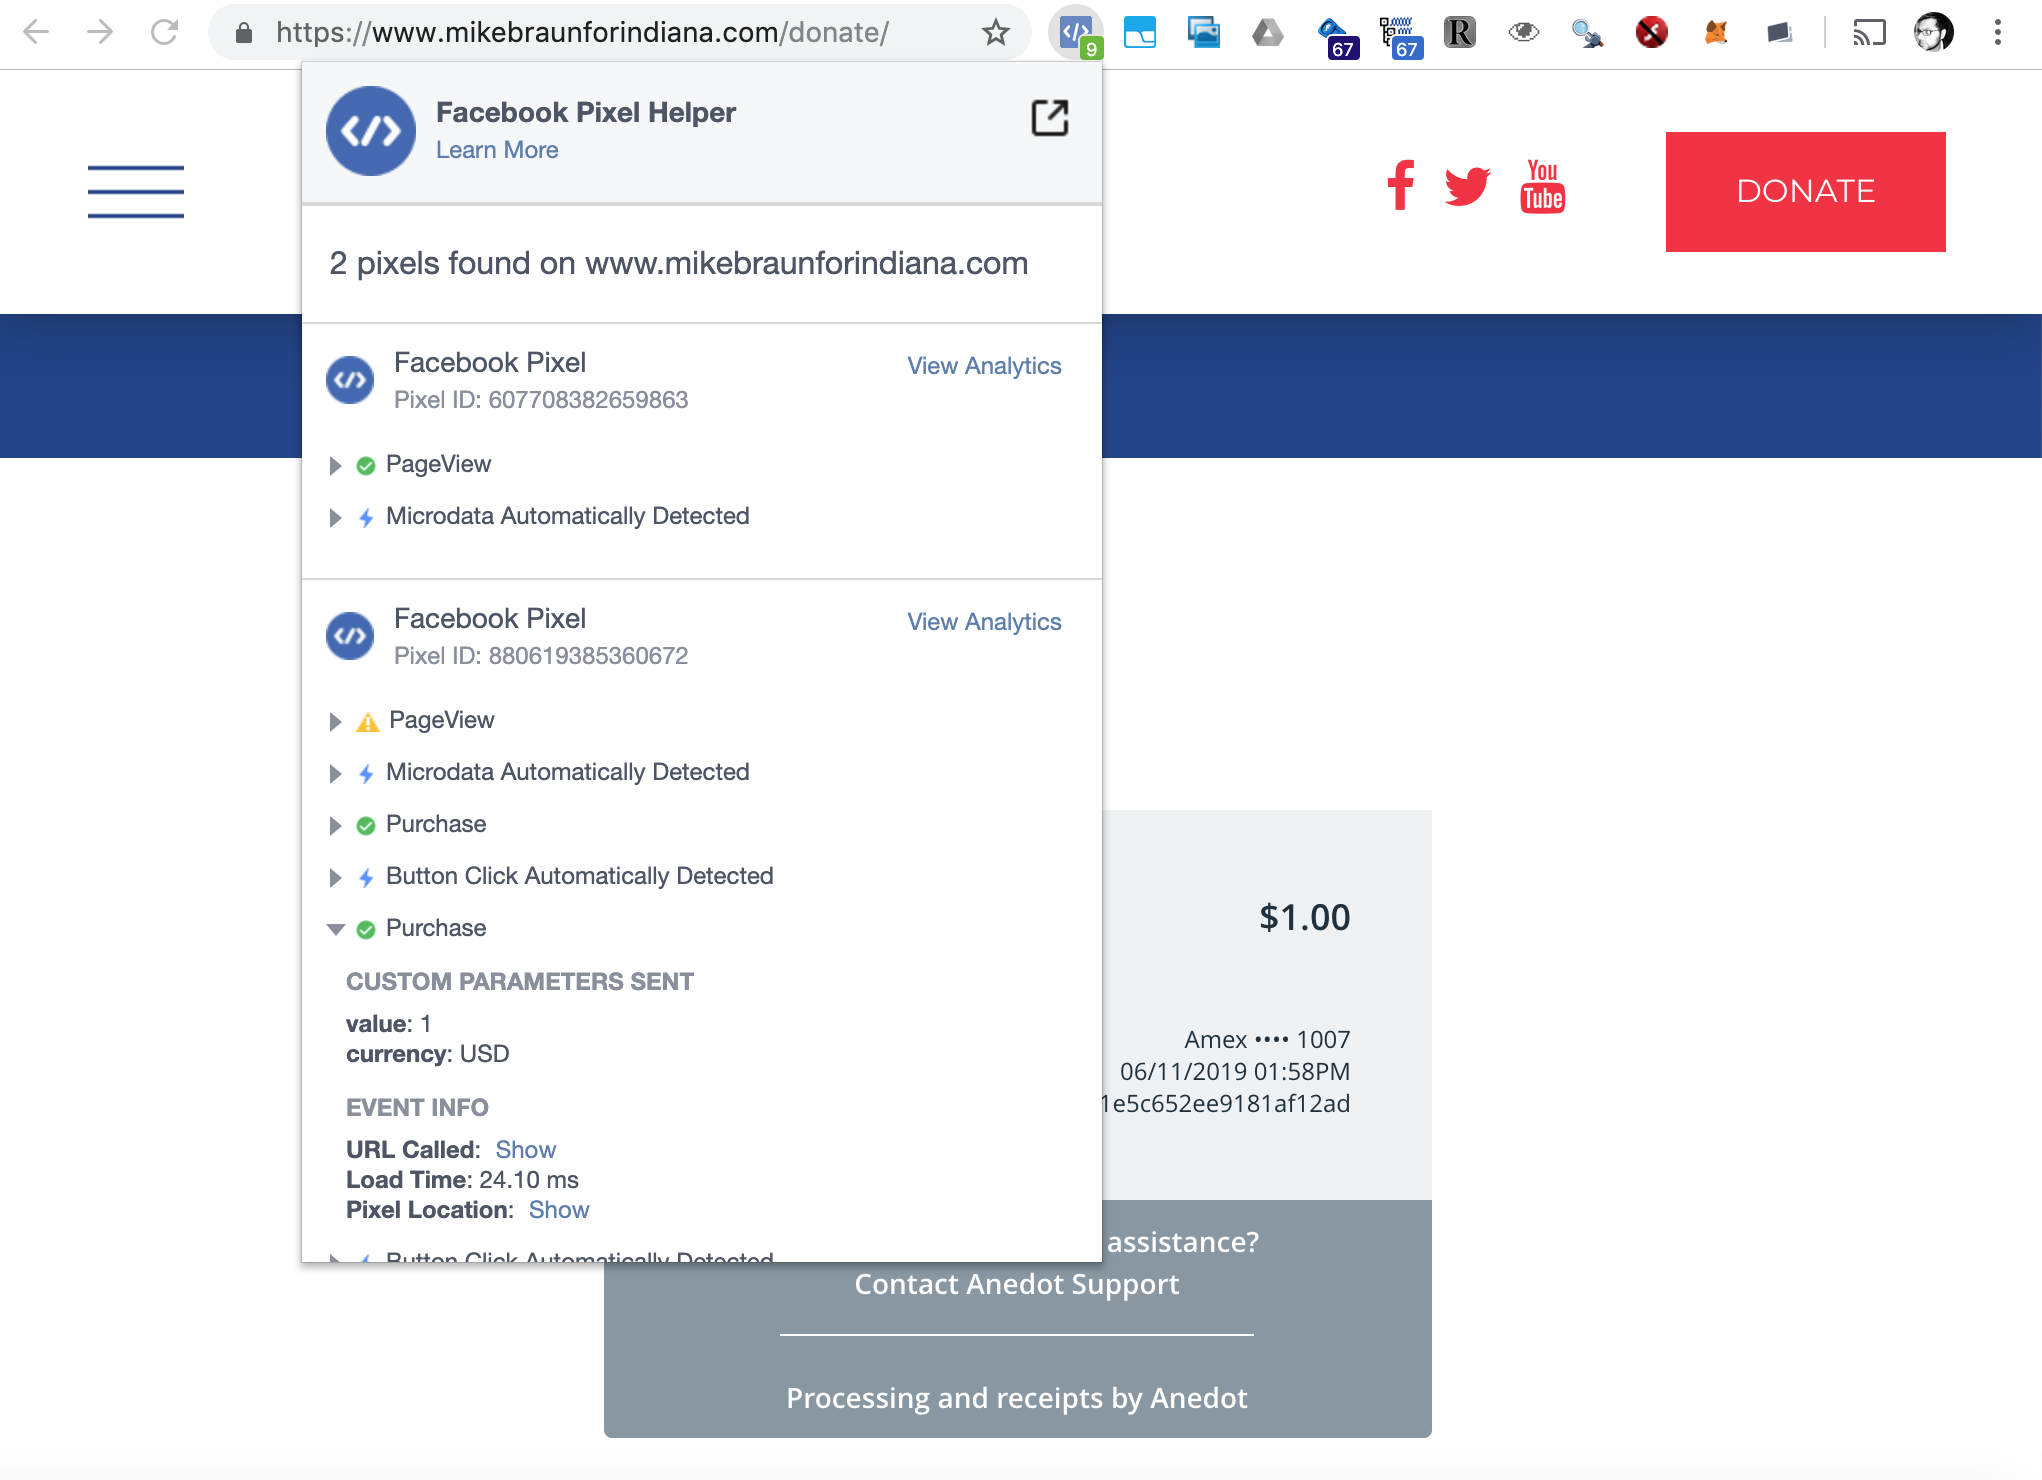 https://www.mikebraunforindiana.com/donate/
9
67
67
R
Facebook Pixel Helper
Learn More
You
Tube
DONATE
2 pixels found on www.mikebraunforindiana.com
Facebook Pixel
View Analytics
Pixel ID: 607708382659863
PageView
Microdata Automatically Detected
Facebook Pixel
View Analytics
Pixel ID: 880619385360672
PageView
Microdata Automatically Detected
Purchase
Button Click Automatically Detected
Purchase
CUSTOM PARAMETERS SENT
value: 1
currency: USD
EVENT INFO
URL Called: Show
Load Time: 24.10 ms
Pixel Location: Show
Button Click Automatically Detected
$1.00
Amex •••• 1007
06/11/2019 01:58PM
1e5c652ee9181af12ad
assistance?
Contact Anedot Support
Processing and receipts by Anedot